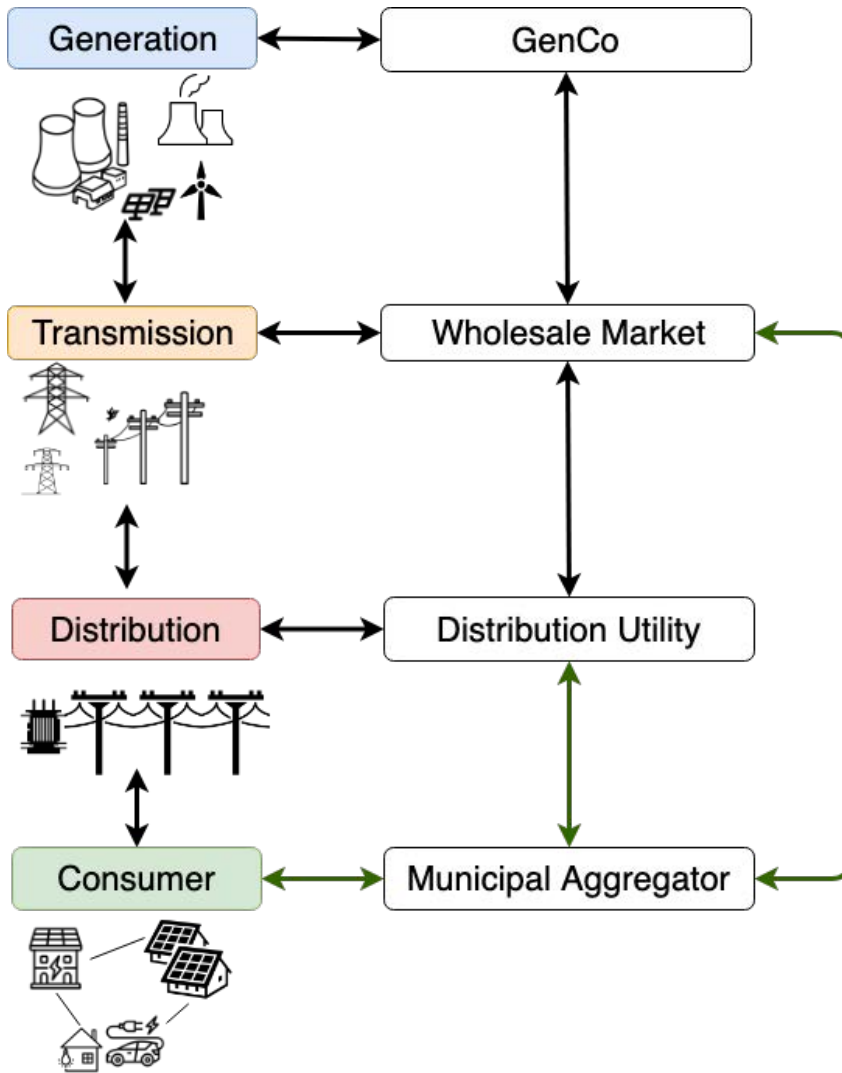 Generation
GenCo
Transmission
Wholesale Market
Distribution
Distribution Utility
Consumer
Municipal Aggregator